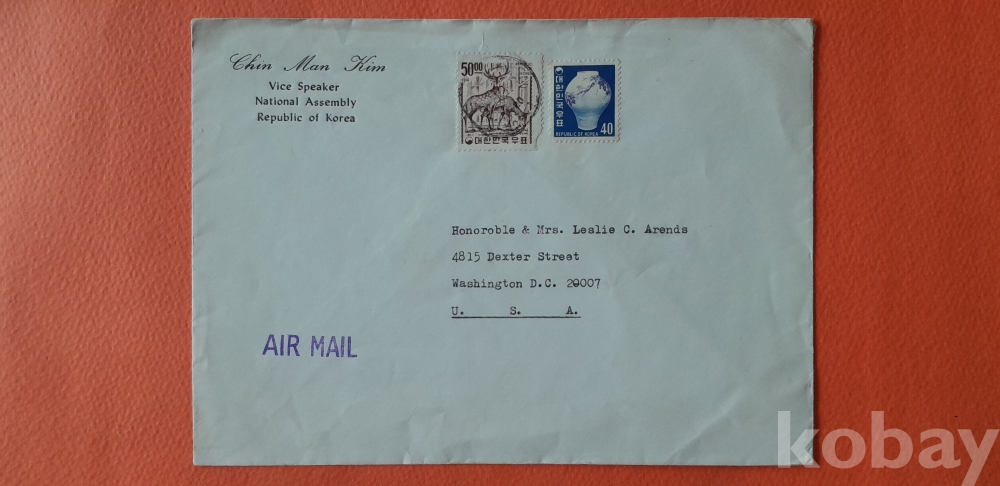 Chin Man Kim
Vice Speaker
National Assembly
Republic of Korea
50.00
대한민국우표
대한민국우표
REPUBLIC OF KOREA
40
Honoroble & Mrs. Leslie C. Arends
4815 Dexter Street
Washington D.C. 20007
U. S. A.
AIR MAIL
kobay